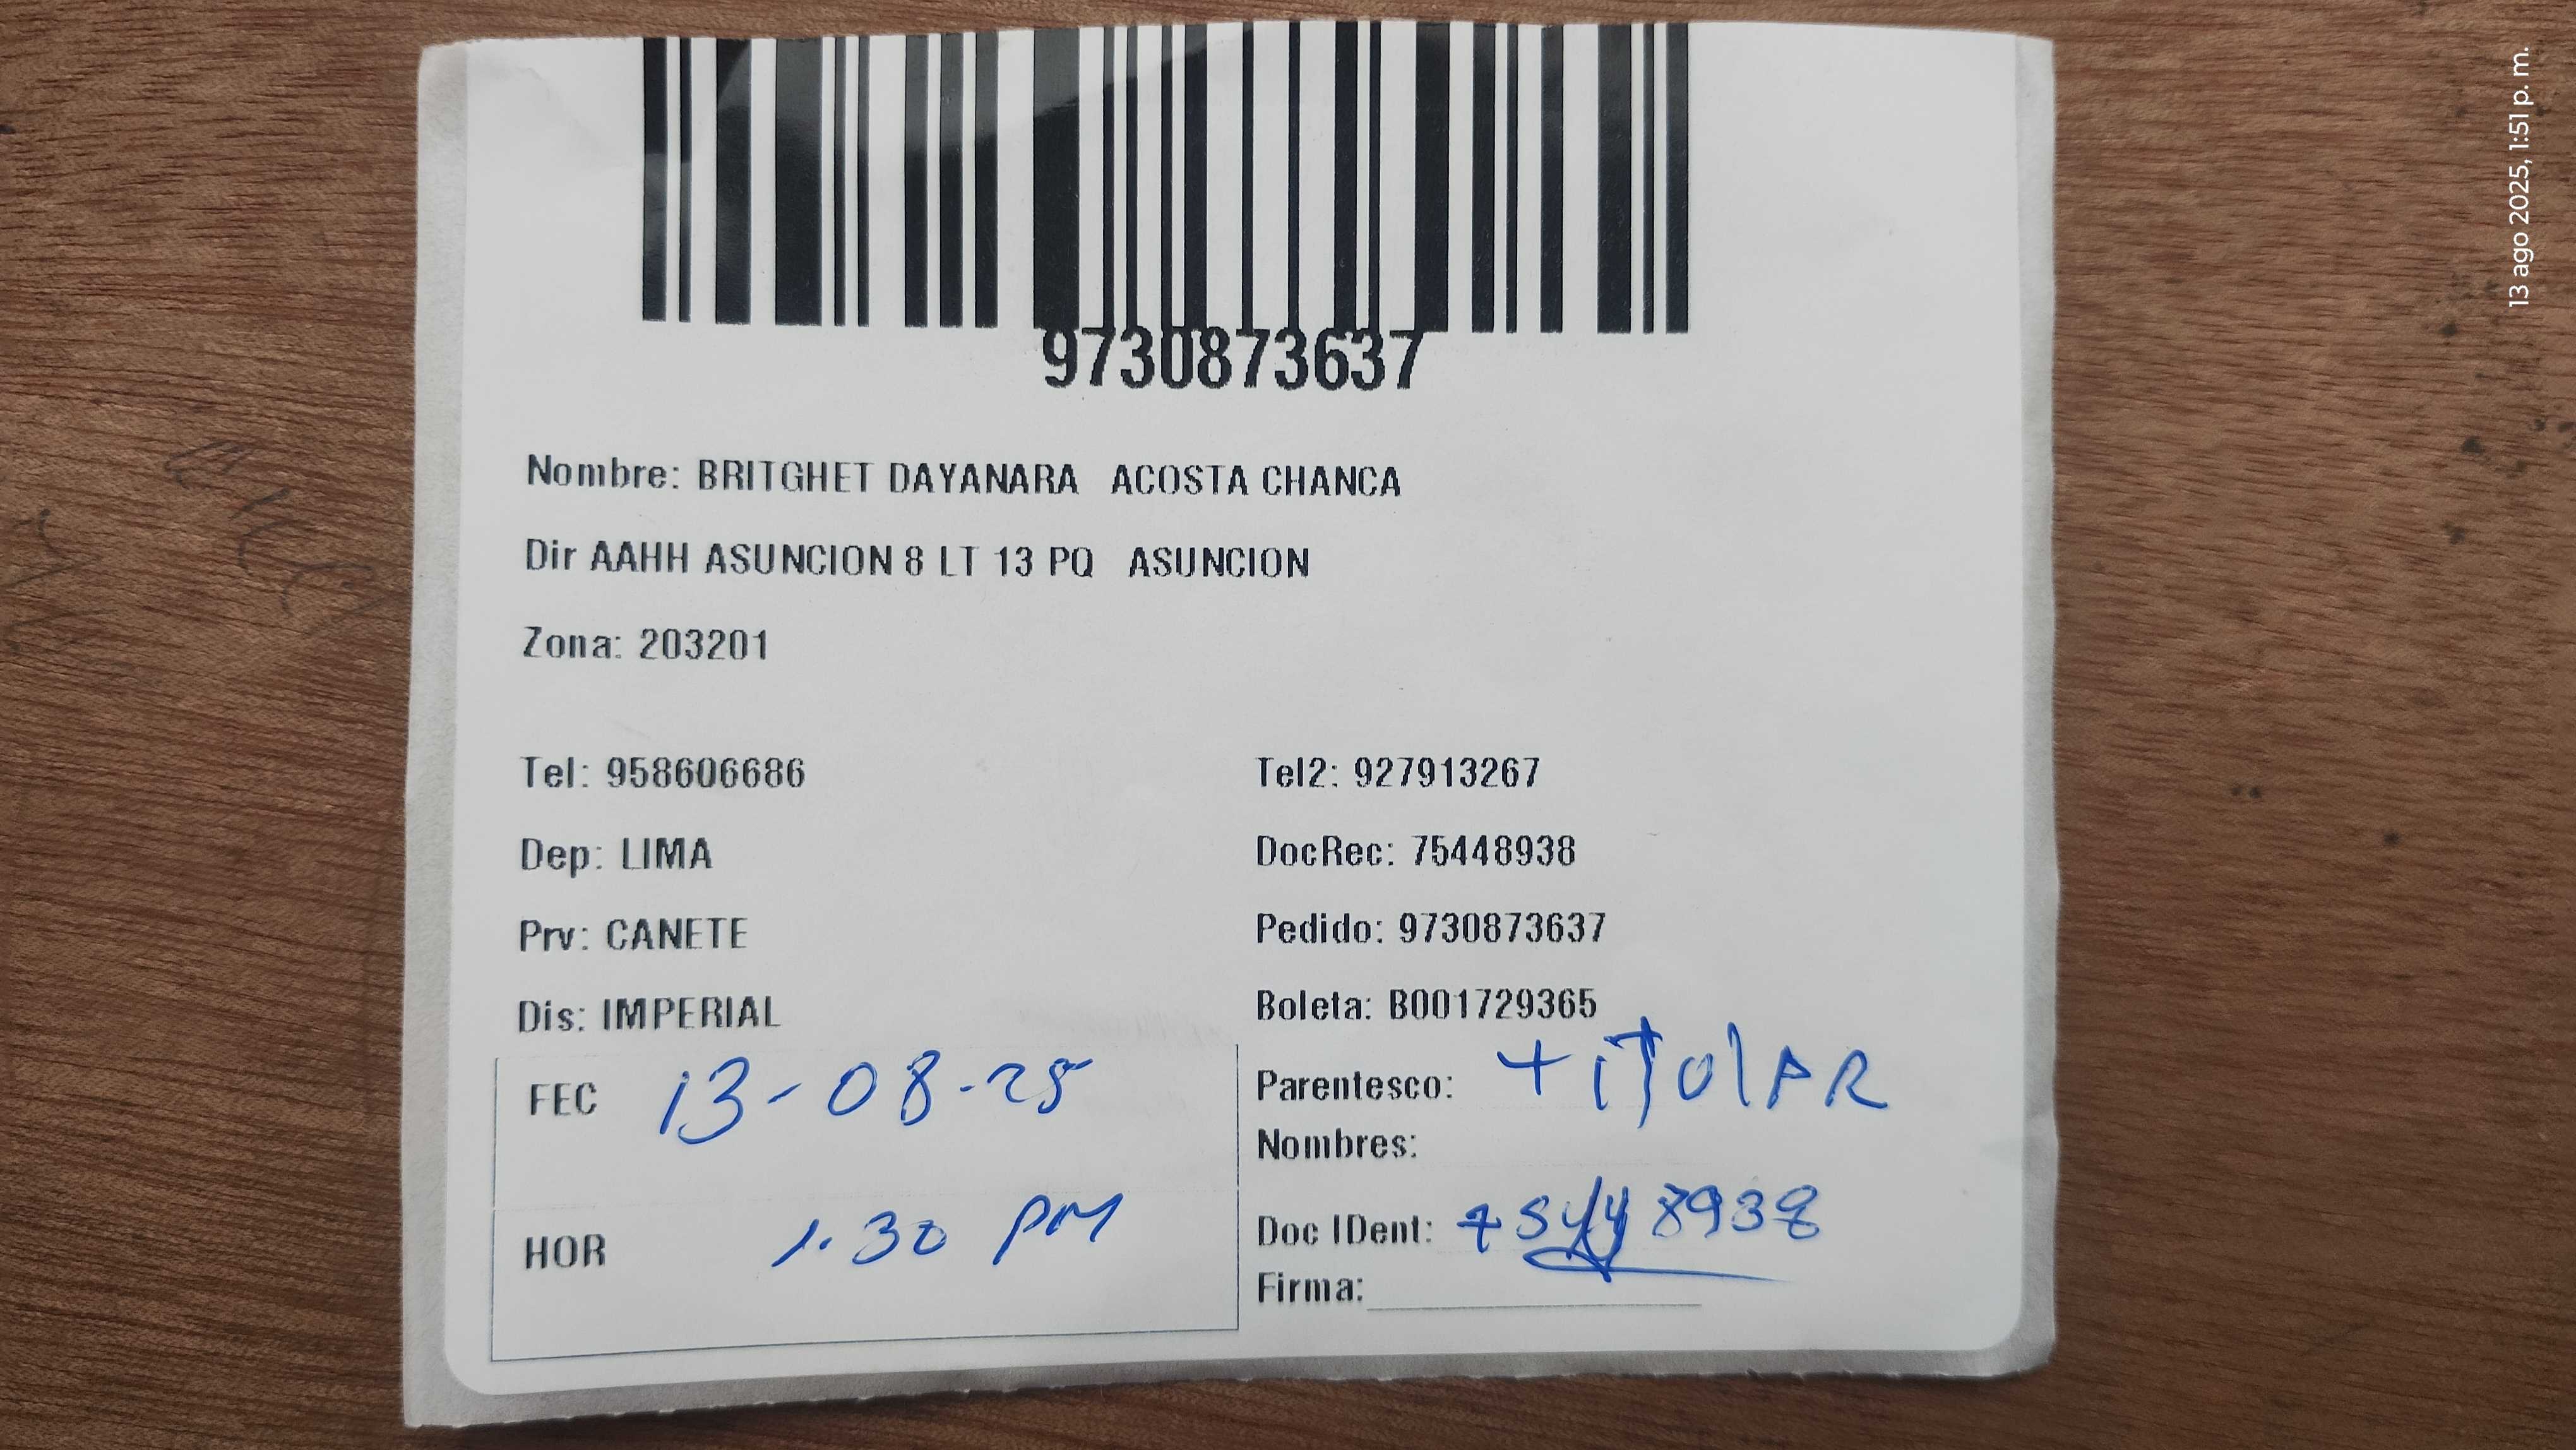 9730873637
Nombre: BRITGHET DAYANARA ACOSTA CHANCA
Dir AAHH ASUNCION 8 LT 13 PQ ASUNCION
Zona: 203201
Tel: 958606686
Tel2: 927913267
Dep: LIMA
DocRec: 75448938
Prv: CANETE
Pedido: 9730873637
Dis: IMPERIAL
Boleta: B001729365
FEC 13-08-25
Parentesco: TiTOlAR
Nombres:
HOR 1.30 PM
Doc IDent: 75448938
Firma:
13 ago 2025, 1:51 p. m.